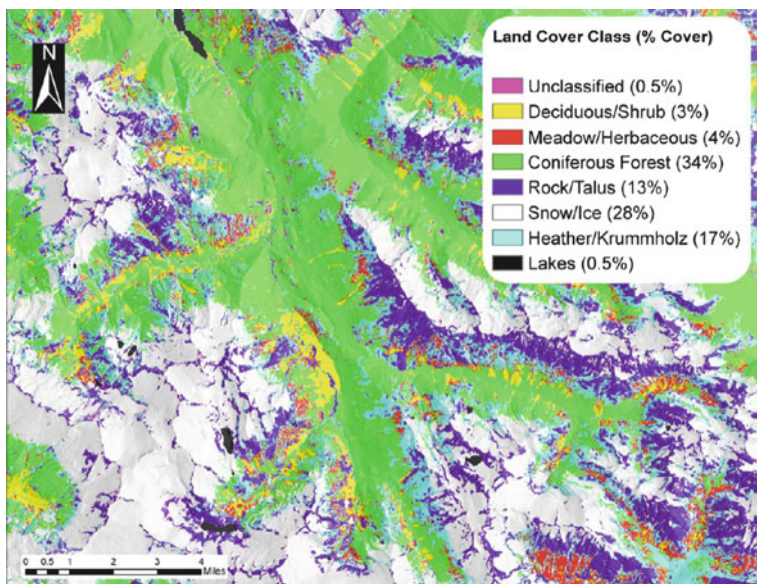 N
Land Cover Class (% Cover)
Unclassified (0.5%)
Deciduous/Shrub (3%)
Meadow/Herbaceous (4%)
Coniferous Forest (34%)
Rock/Talus (13%)
Snow/Ice (28%)
Heather/Krummholz (17%)
Lakes (0.5%)
0 0.5 1 2 3 4
Miles